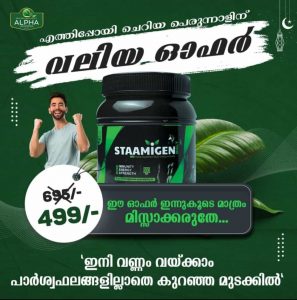 ALPHA
എത്തിപ്പോയി ചെറിയ പെരുന്നാളിന്
വലിയ ഓഫർ
STAAMIGEN
IMMUNITY
ENERGY
STRENGTH
695/-
499/-
ഈ ഓഫർ ഇന്നുകൂടെ മാത്രം
മിസ്സാക്കരുതേ...
'ഇനി വണ്ണം വയ്ക്കാം
പാർശ്വഫലങ്ങളില്ലാതെ കുറഞ്ഞ മുടക്കിൽ'